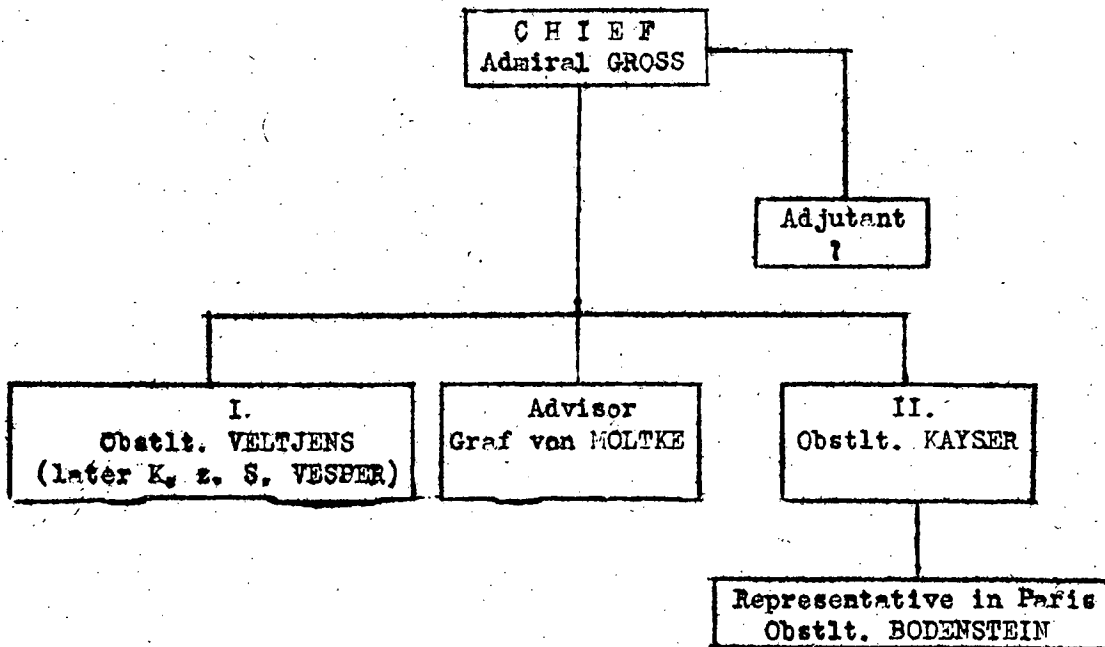 C H I E F
Admiral GROSS
Adjutant
?
I.
Obstlt. VELTJENS
(later K. z. S. VESPER)
Advisor
Graf von MOLTKE
II.
Obstlt. KAYSER
Representative in Paris
Obstlt. BODENSTEIN